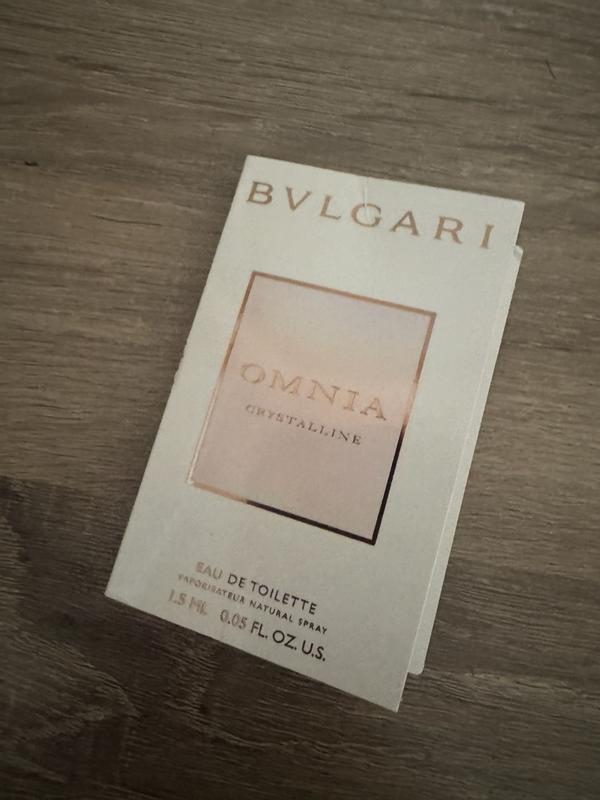 BVLGARI
OMNIA
CRYSTALLINE
EAU DE TOILETTE
VAPORISATEUR NATURAL SPRAY
1.5 ML 0.05 FL. OZ. U.S.